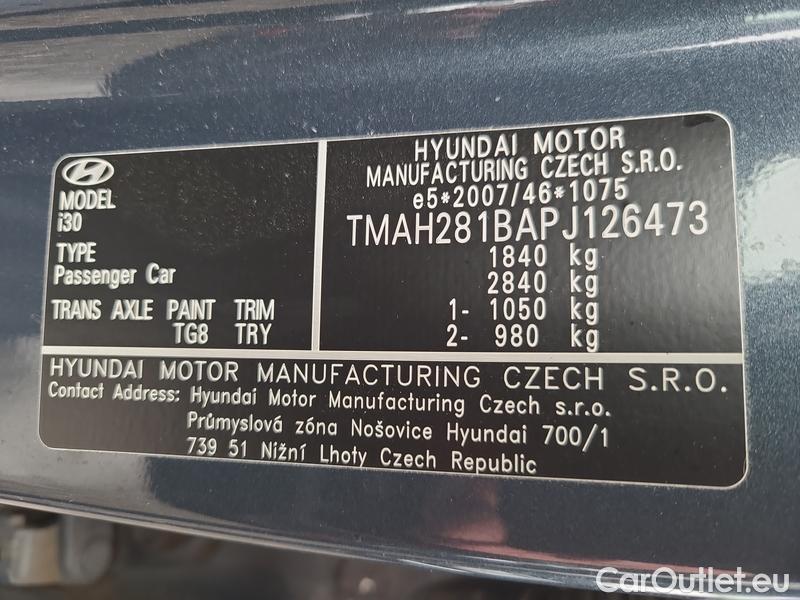 MODEL
i30
TYPE
Passenger Car
TRANS AXLE PAINT TRIM
TG8 TRY
HYUNDAI MOTOR
MANUFACTURING CZECH S.R.O.
e5*2007/46*1075
TMAH281BAPJ126473
1840 kg
2840 kg
1- 1050 kg
2- 980 kg
HYUNDAI MOTOR MANUFACTURING CZECH S.R.O.
Contact Address: Hyundai Motor Manufacturing Czech s.r.o.
Průmyslová zóna Nošovice Hyundai 700/1
739 51 Nižní Lhoty Czech Republic
CarOutlet.eu